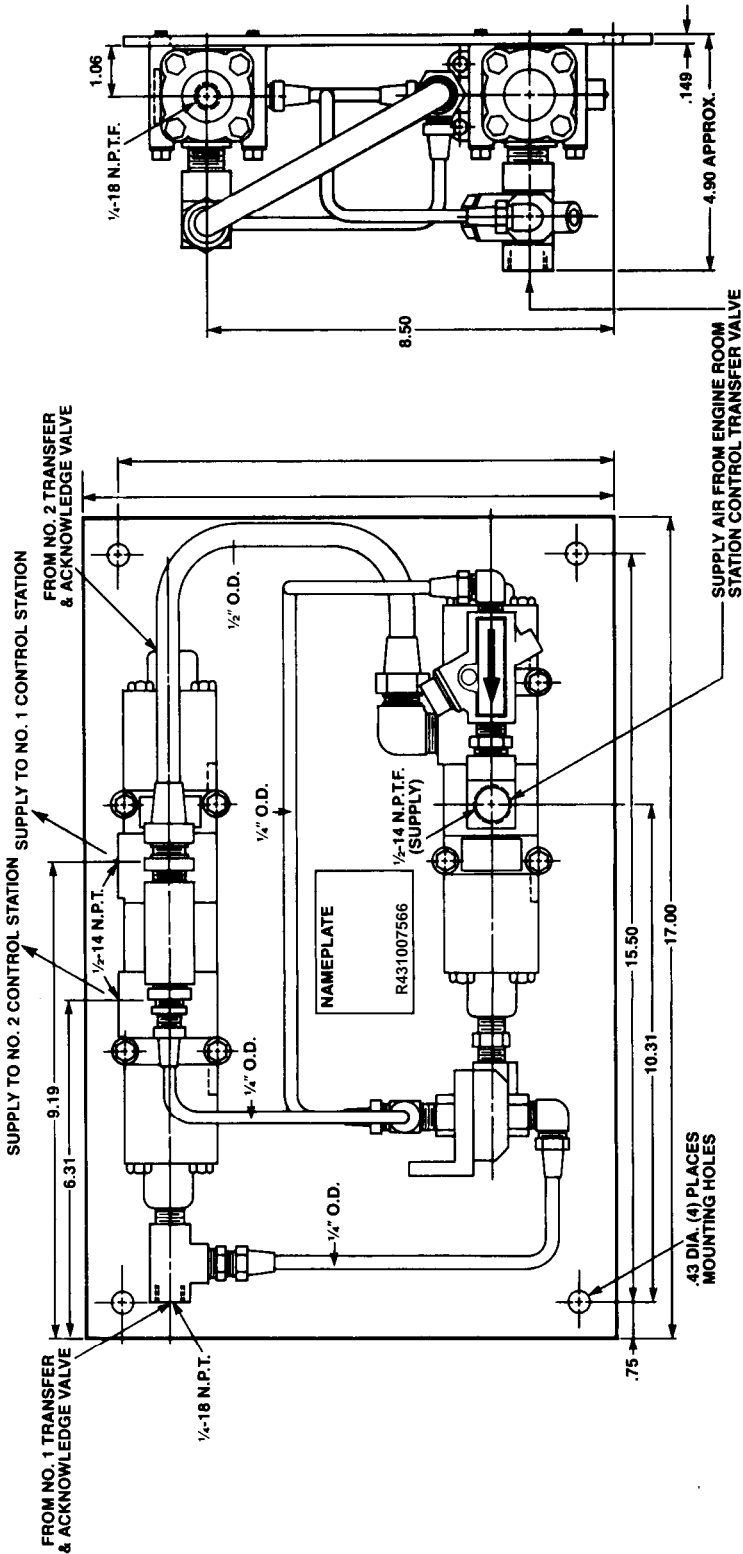 FROM NO. 1 TRANSFER
& ACKNOWLEDGE VALVE
¼-18 N.P.T.
SUPPLY TO NO. 2 CONTROL STATION
SUPPLY TO NO. 1 CONTROL STATION
FROM NO. 2 TRANSFER
& ACKNOWLEDGE VALVE
9.19
6.31
½-14 N.P.T.
¼" O.D.
¼" O.D.
¼" O.D.
½" O.D.
NAMEPLATE
R431007566
½-14 N.P.T.F.
(SUPPLY)
.43 DIA. (4) PLACES
MOUNTING HOLES
.75
10.31
15.50
17.00
SUPPLY AIR FROM ENGINE ROOM
STATION CONTROL TRANSFER VALVE
¼-18 N.P.T.F.
1.06
8.50
.149
4.90 APPROX.